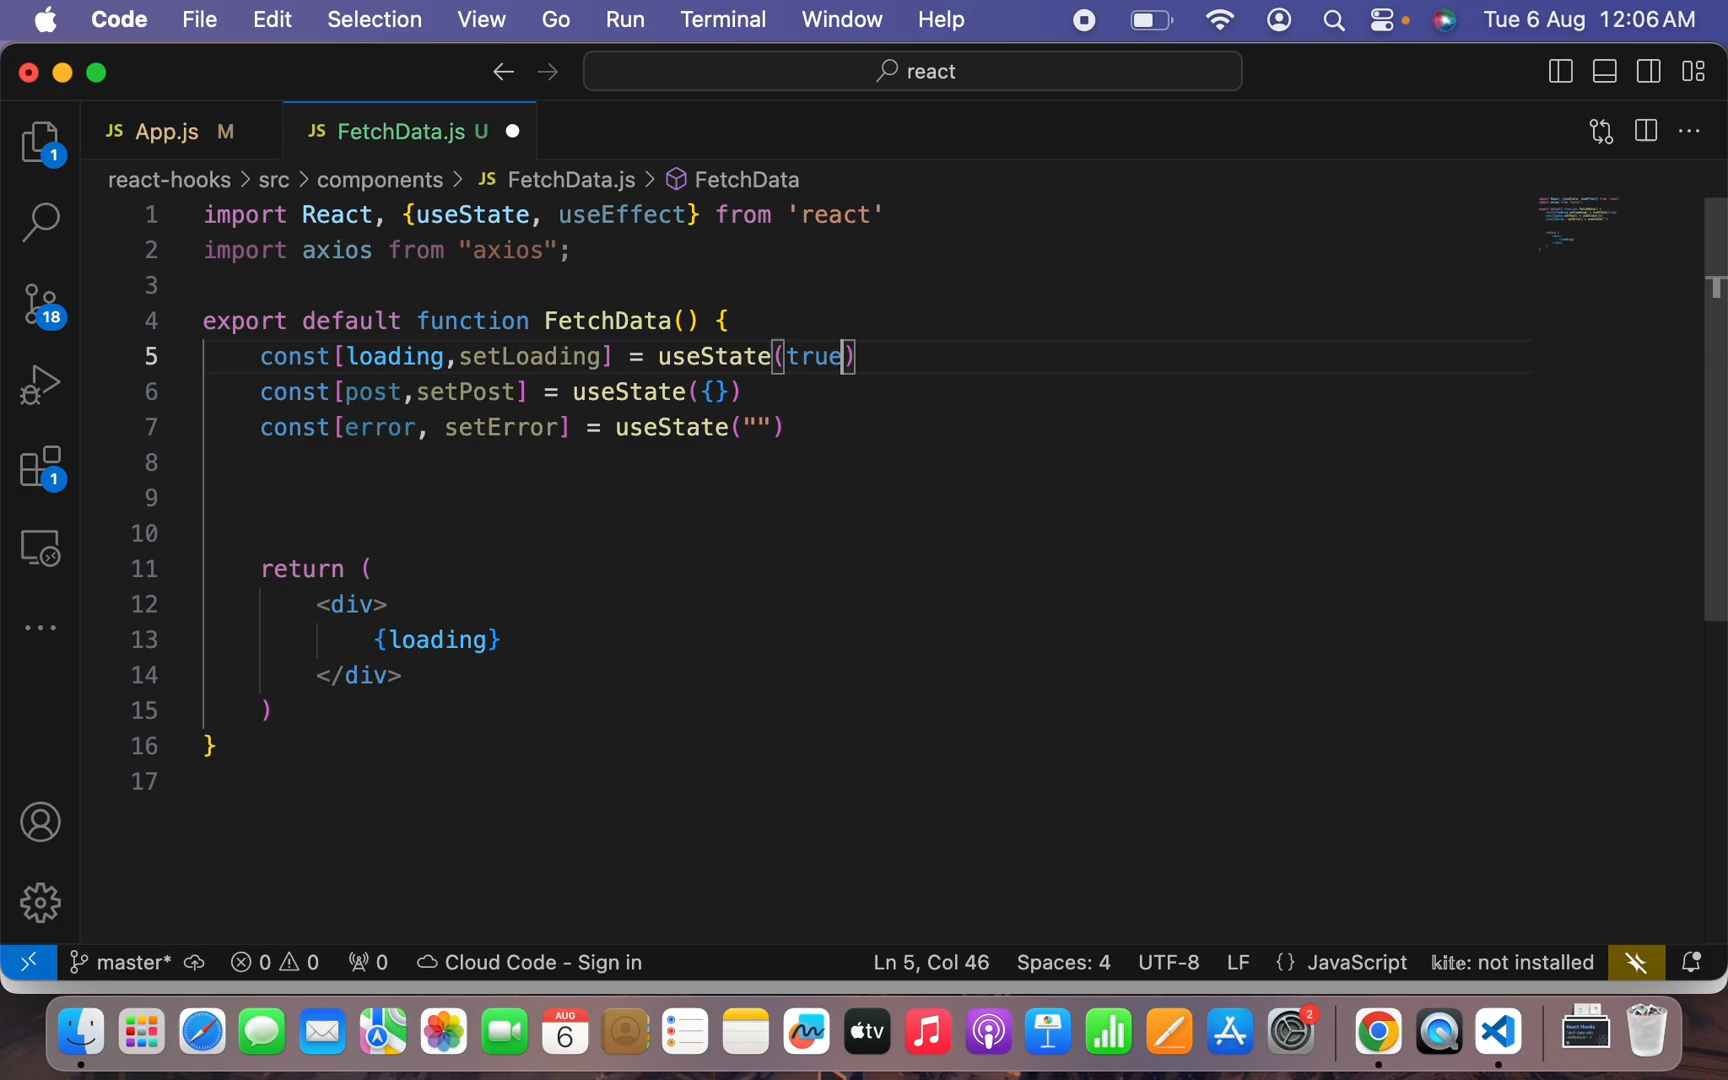 Code File Edit Selection View Go Run Terminal Window Help Tue 6 Aug 12:06 AM
react
JS App.js M JS FetchData.js U
react-hooks > src > components > JS FetchData.js > FetchData
1 import React, {useState, useEffect} from 'react'
2 import axios from "axios";
3
4 export default function FetchData() {
5 const[loading,setLoading] = useState(true)
6 const[post,setPost] = useState({})
7 const[error, setError] = useState("")
8
9
10
11 return (
12 <div>
13 {loading}
14 </div>
15 )
16 }
17
1
18
1
master* 0 0 0 Cloud Code - Sign in Ln 5, Col 46 Spaces: 4 UTF-8 LF {} JavaScript kite: not installed
AUG
6
tv
2
React Hooks